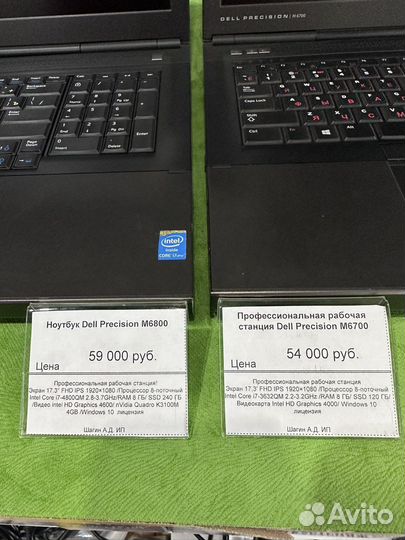 DELL PRECISION | M6700
intel
inside
CORE i7
Ноутбук Dell Precision M6800
59 000 руб.
Цена
Профессиональная рабочая станция!
Экран 17.3" FHD IPS 1920×1080 /Процессор 8-поточный
Intel Core i7-4800QM 2.8-3,7GHz/RAM 8 ГБ/ SSD 240 ГБ
/Видео intel HD Graphics 4600/ nVidia Quadro K3100M
4GB /Windows 10 лицензия
Шагин А.Д. ИП
Профессиональная рабочая
станция Dell Precision M6700
54 000 руб.
Цена
Профессиональная рабочая станция
Экран 17,3' FHD IPS 1920×1080 /Процессор 8-поточный
Intel Core i7-3632QM 2.2-3.2GHz /RAM 8 ГБ/ SSD 120 ГБ/
Видеокарта Intel HD Graphics 4000/ Windows 10
лицензия
Шагин А.Д. ИП
Avito